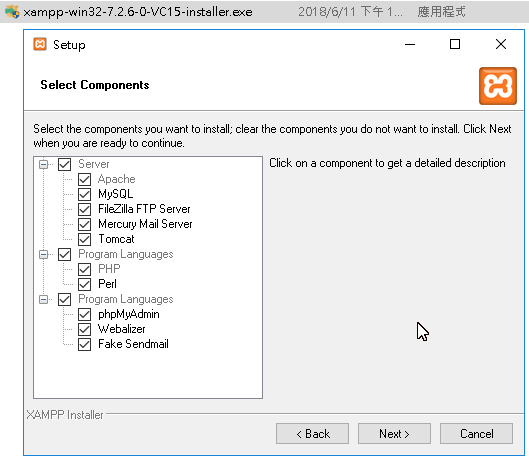 xampp-win32-7.2.6-0-VC15-installer.exe 2018/6/11 下午 1... 應用程式
Setup
Select Components
Select the components you want to install; clear the components you do not want to install. Click Next
when you are ready to continue.
Server
Apache
MySQL
FileZilla FTP Server
Mercury Mail Server
Tomcat
Program Languages
PHP
Perl
Program Languages
phpMyAdmin
Webalizer
Fake Sendmail
Click on a component to get a detailed description
XAMPP Installer
< Back
Next >
Cancel